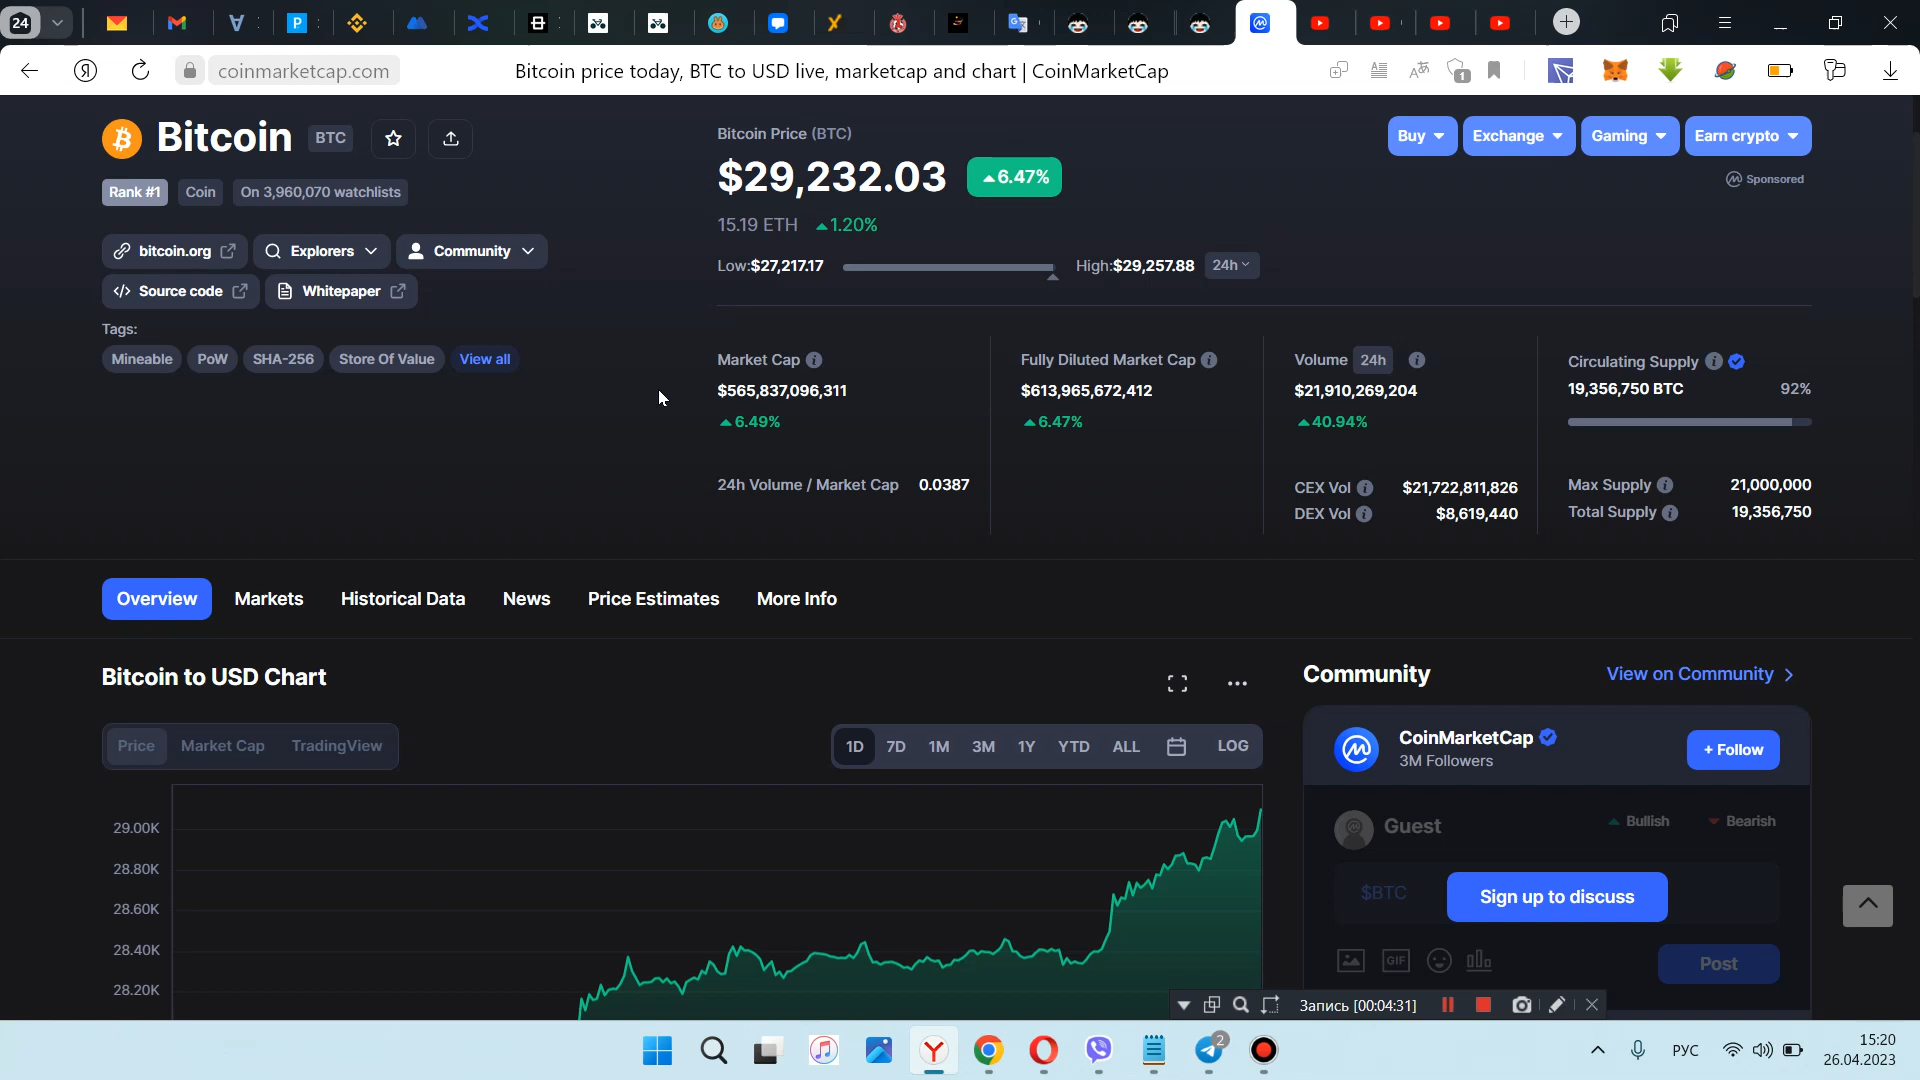 24
coinmarketcap.com
Bitcoin price today, BTC to USD live, marketcap and chart | CoinMarketCap
1
Bitcoin BTC
Rank #1 Coin On 3,960,070 watchlists
bitcoin.org Explorers Community
Source code Whitepaper
Tags:
Mineable PoW SHA-256 Store Of Value View all
Bitcoin Price (BTC)
$29,232.03 6.47%
15.19 ETH 1.20%
Low:$27,217.17 High:$29,257.88 24h
Buy Exchange Gaming Earn crypto
Sponsored
Market Cap
$565,837,096,311
6.49%
24h Volume / Market Cap 0.0387
Fully Diluted Market Cap
$613,965,672,412
6.47%
Volume 24h
$21,910,269,204
40.94%
CEX Vol $21,722,811,826
DEX Vol $8,619,440
Circulating Supply
19,356,750 BTC 92%
Max Supply 21,000,000
Total Supply 19,356,750
Overview Markets Historical Data News Price Estimates More Info
Bitcoin to USD Chart
Price Market Cap TradingView
1D 7D 1M 3M 1Y YTD ALL LOG
29.00K
28.80K
28.60K
28.40K
28.20K
Community View on Community
CoinMarketCap
3M Followers
+ Follow
Guest Bullish Bearish
$BTC Sign up to discuss
GIF
Post
Запись [00:04:31]
2
РУС
15:20
26.04.2023